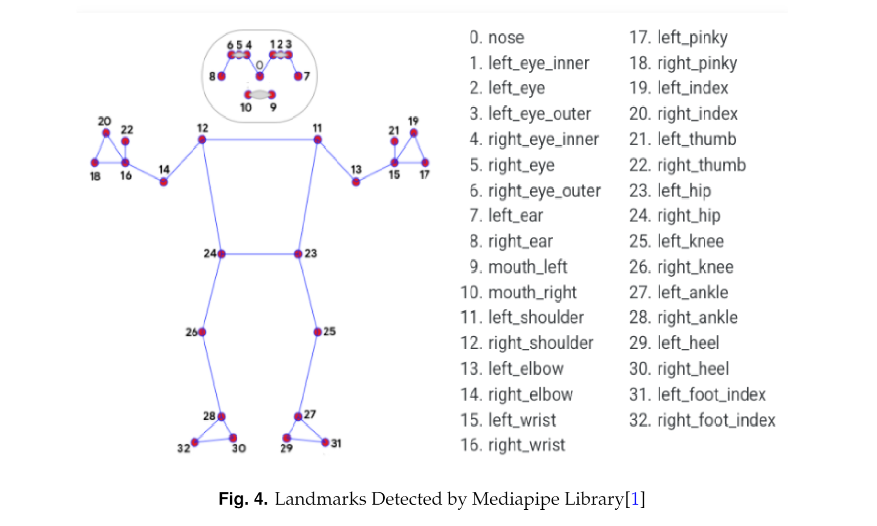 6 5 4 1 2 3
0
8 7
10 9
20 22 12 11 21 19
18 16 14 13 15 17
24 23
26 25
28 27
32 30 29 31
0. nose
1. left_eye_inner
2. left_eye
3. left_eye_outer
4. right_eye_inner
5. right_eye
6. right_eye_outer
7. left_ear
8. right_ear
9. mouth_left
10. mouth_right
11. left_shoulder
12. right_shoulder
13. left_elbow
14. right_elbow
15. left_wrist
16. right_wrist
17. left_pinky
18. right_pinky
19. left_index
20. right_index
21. left_thumb
22. right_thumb
23. left_hip
24. right_hip
25. left_knee
26. right_knee
27. left_ankle
28. right_ankle
29. left_heel
30. right_heel
31. left_foot_index
32. right_foot_index
Fig. 4. Landmarks Detected by Mediapipe Library[1]